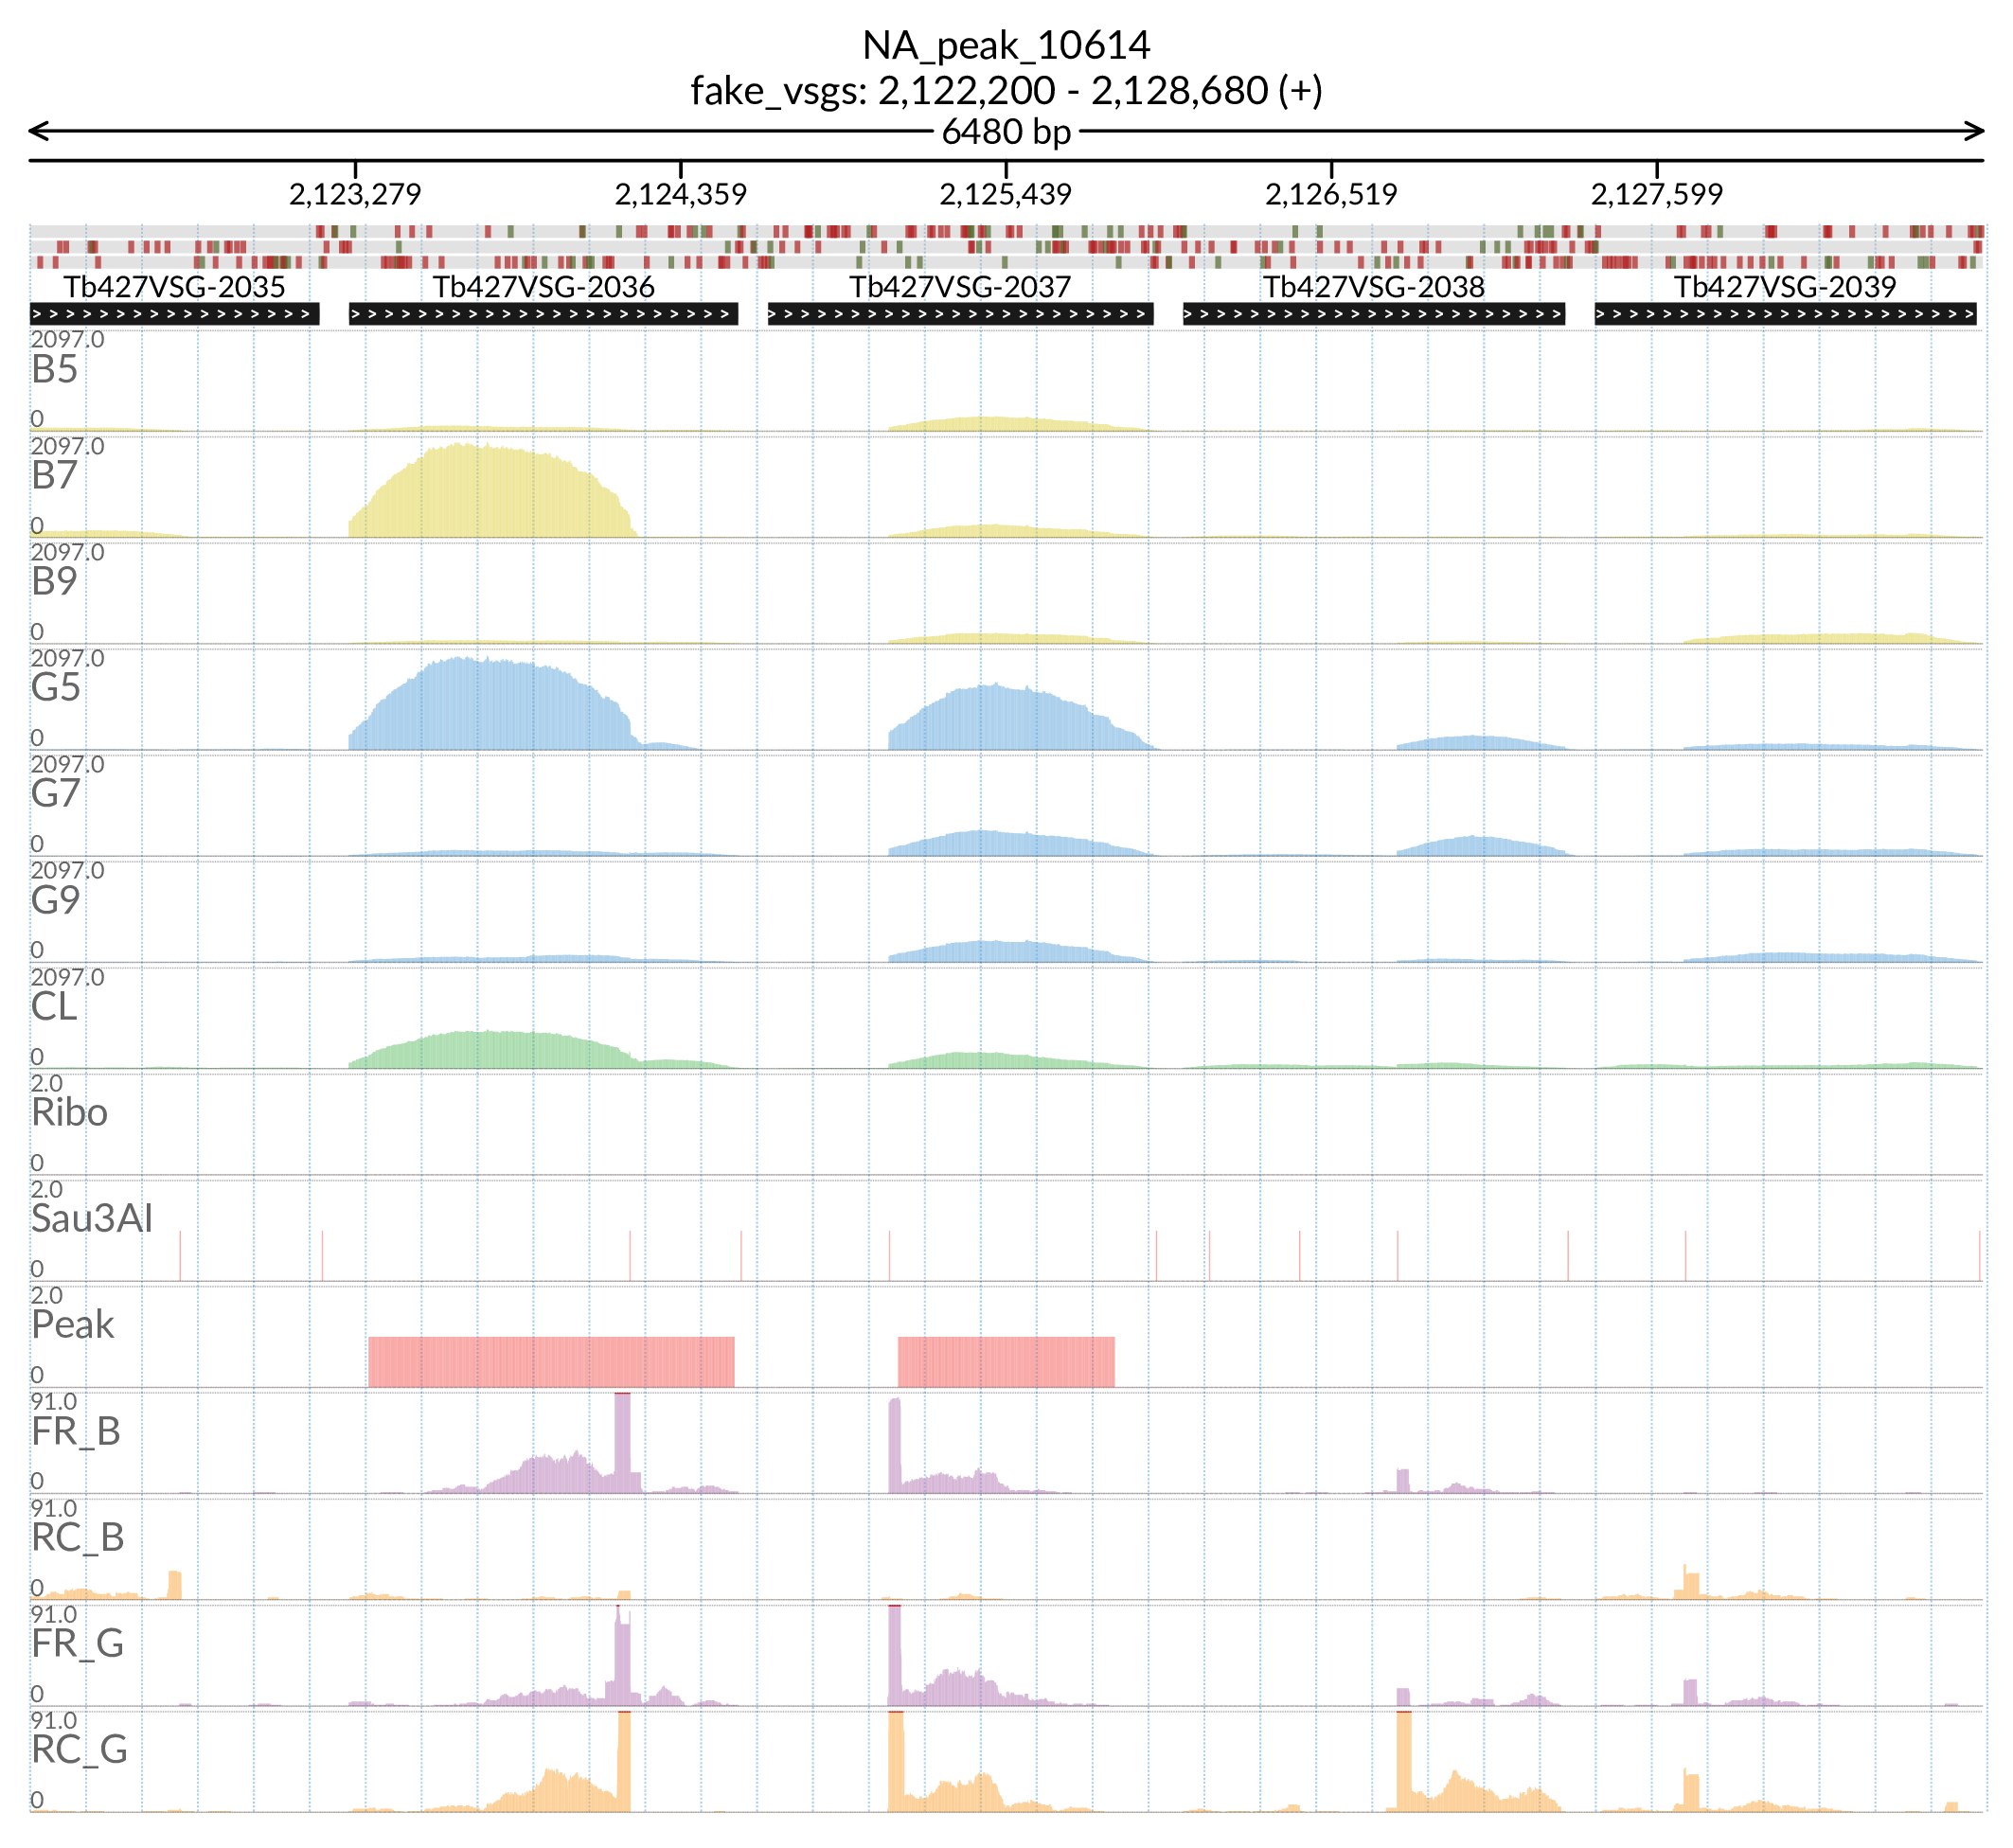 NA_peak_10614
fake_vsgs: 2,122,200 - 2,128,680 (+)
6480 bp
2,123,279 2,124,359 2,125,439 2,126,519 2,127,599
Tb427VSG-2035 Tb427VSG-2036 Tb427VSG-2037 Tb427VSG-2038 Tb427VSG-2039
2097.0
B5
0
2097.0
B7
0
2097.0
B9
0
2097.0
G5
0
2097.0
G7
0
2097.0
G9
0
2097.0
CL
0
2.0
Ribo
0
2.0
Sau3AI
0
2.0
Peak
0
91.0
FR_B
0
91.0
RC_B
0
91.0
FR_G
0
91.0
RC_G
0